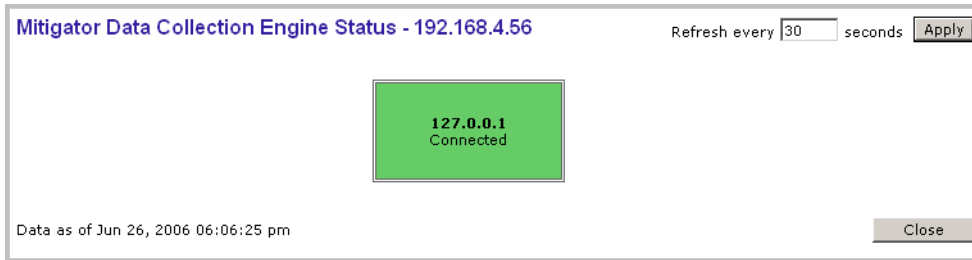 Mitigator Data Collection Engine Status - 192.168.4.56
Refresh every 30 seconds Apply
127.0.0.1
Connected
Data as of Jun 26, 2006 06:06:25 pm
Close